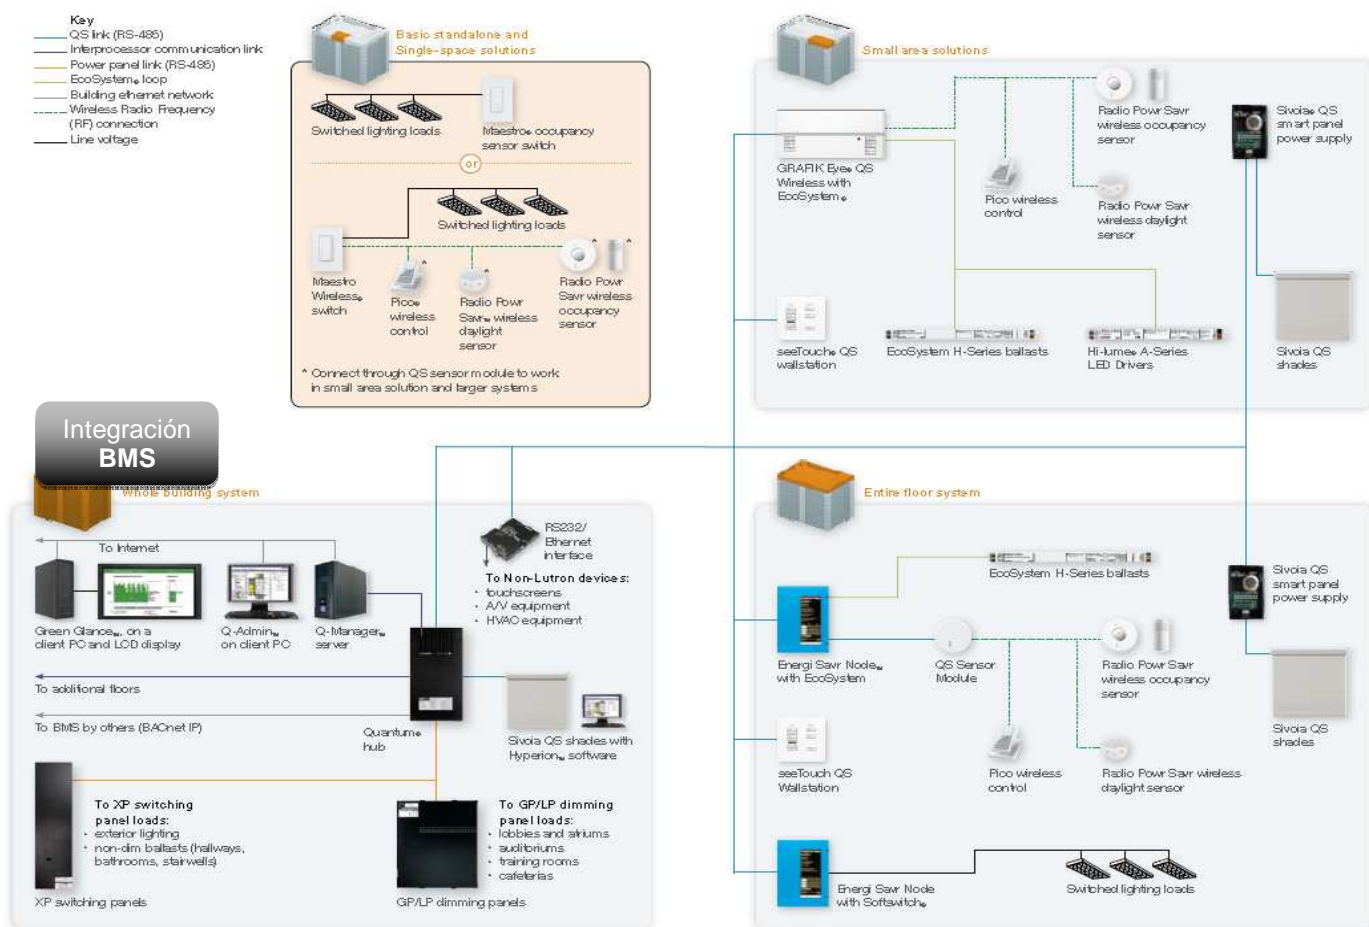 Key
QS link (RS-485)
Interprocessor communication link
Power panel link (RS-485)
EcoSystem® loop
Building ethernet network
Wireless Radio Frequency
(RF) connection
Line voltage
Basic standalone and
Single-space solutions
Switched lighting loads
Maestro® occupancy
sensor switch
or
Switched lighting loads
Maestro
Wireless®
switch
^
Pico®
wireless
control
^
Radio Powr
Savr™ wireless
daylight
sensor
^
^
Radio Powr
Savr wireless
occupancy
sensor
^ Connect through QS sensor module to work
in small area solution and larger systems
Small area solutions
GRAFIK Eye® QS
Wireless with
EcoSystem®
Pico wireless
control
Radio Powr Savr
wireless occupancy
sensor
Radio Powr Savr
wireless daylight
sensor
Sivoia® QS
smart panel
power supply
seeTouch® QS
wallstation
EcoSystem H-Series ballasts
Hi-lume® A-Series
LED Drivers
Sivoia QS
shades
Integración
BMS
Whole building system
To Internet
Green Glance™, on a
client PC and LCD display
Q-Admin™
on client PC
Q-Manager™
server
RS232/
Ethernet
interface
To Non-Lutron devices:
• touchscreens
• A/V equipment
• HVAC equipment
To additional floors
To BMS by others (BACnet IP)
Quantum®
hub
Sivoia QS shades with
Hyperion™ software
To XP switching
panel loads:
• exterior lighting
• non-dim ballasts (hallways,
bathrooms, stairwells)
XP switching panels
To GP/LP dimming
panel loads:
• lobbies and atriums
• auditoriums
• training rooms
• cafeterias
GP/LP dimming panels
Entire floor system
EcoSystem H-Series ballasts
Sivoia QS
smart panel
power supply
Energi Savr Node™
with EcoSystem
QS Sensor
Module
Radio Powr Savr
wireless occupancy
sensor
Sivoia QS
shades
seeTouch QS
Wallstation
Pico wireless
control
Radio Powr Savr wireless
daylight sensor
Energi Savr Node
with Softswitch®
Switched lighting loads